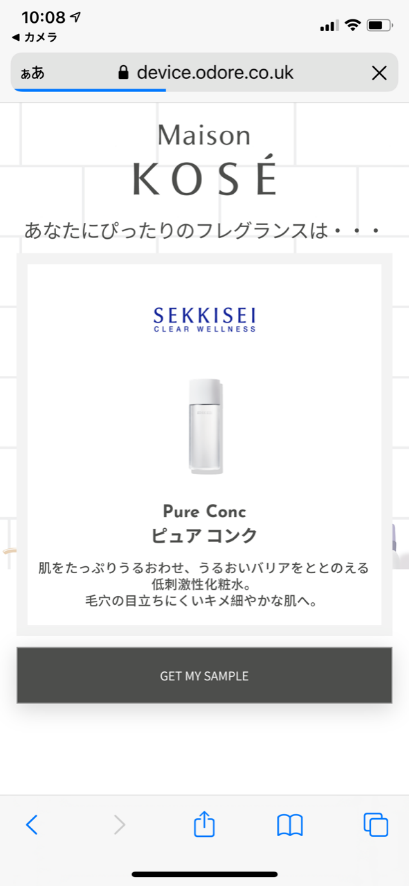 10:08
カメラ
ぁあ
device.odore.co.uk
Maison
KOSÉ
あなたにぴったりのフレグランスは・・・
SEKKISEI
CLEAR WELLNESS
Pure Conc
ピュア コンク
肌をたっぷりうるおわせ、うるおいバリアをととのえる
低刺激性化粧水。
毛穴の目立ちにくいキメ細やかな肌へ。
GET MY SAMPLE